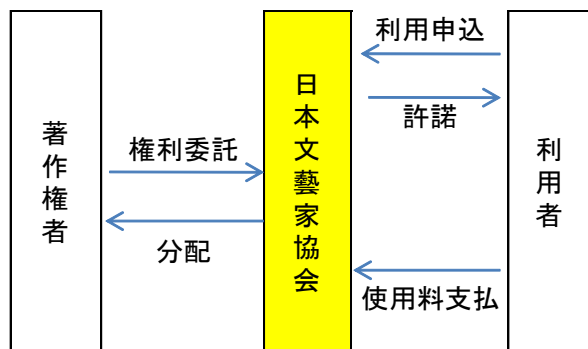 著作権者
権利委託
分配
日本文藝家協会
利用申込
許諾
使用料支払
利用者